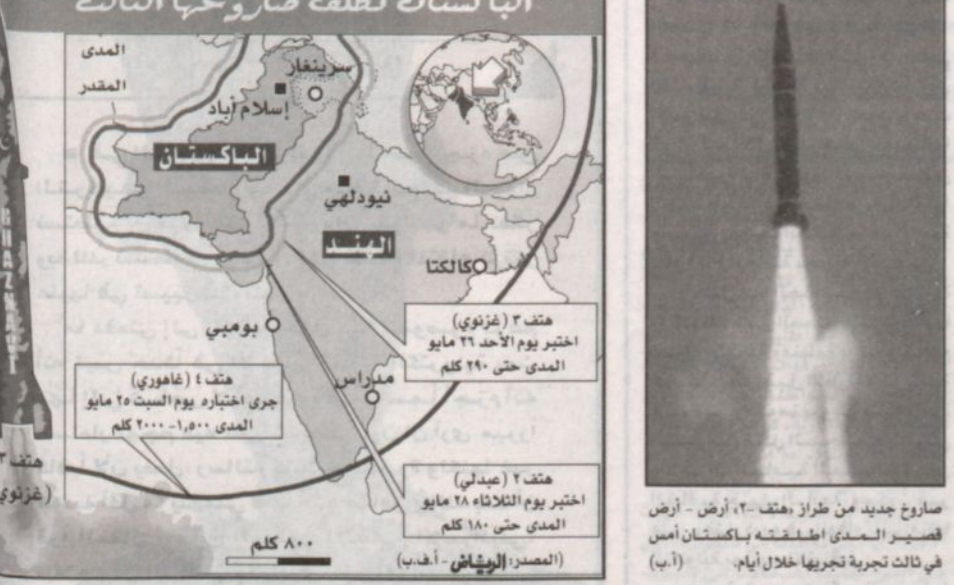 الباكستان تطلق صاروخها الثالث
المدى
المقدر
سرينغار
إسلام أباد
الباكستان
نيودلهي
الهند
كالكتا
بومبي
مدراس
هتف ٣ (غزنوي)
اختبر يوم الأحد ٢٦ مايو
المدى حتى ٢٩٠ كلم
هتف ٤ (غاهوري)
جرى اختباره يوم السبت ٢٥ مايو
المدى ١,٥٠٠- ٢٠٠٠ كلم
هتف ٢ (عبدلي)
اختبر يوم الثلاثاء ٢٨ مايو
المدى حتى ١٨٠ كلم
هتف ٣
(غزنوي
٨٠٠ كلم
(المصدر: الرياض - أ.ف.ب)
صاروخ جديد من طراز «هتف -٢» أرض - أرض
قصير المدى اطلقته باكستان أمس
في ثالث تجربة تجريها خلال أيام. (أ.ب)